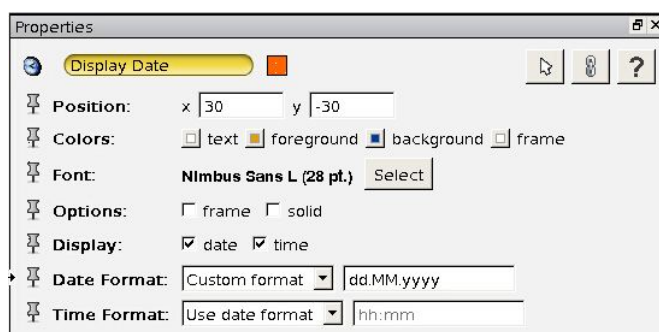 Properties
Display Date
?
Position: x 30 y -30
Colors: text foreground background frame
Font: Nimbus Sans L (28 pt.) Select
Options: frame solid
Display: date time
Date Format: Custom format dd.MM.yyyy
Time Format: Use date format hh:mm